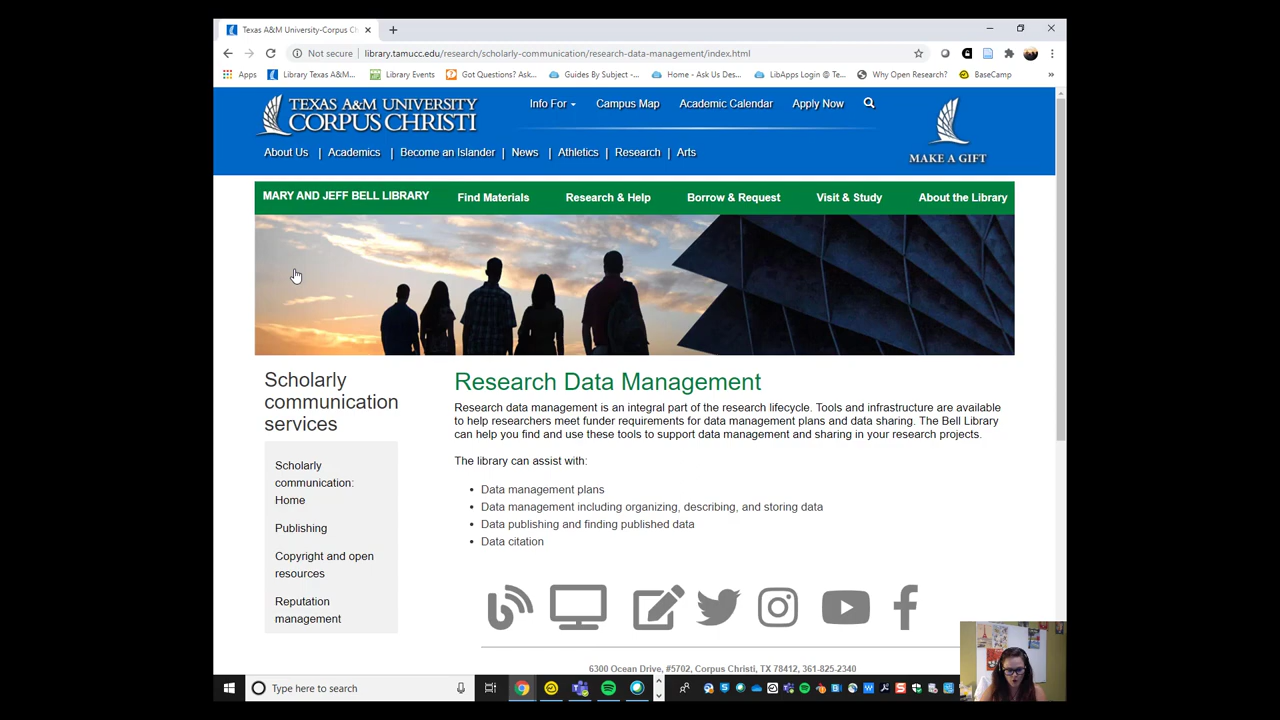 Texas A&M University-Corpus Ch
Not secure
library.tamucc.edu/research/scholarly-communication/research-data-management/index.html
Apps
Library Texas A&M...
Library Events
Got Questions? Ask...
Guides By Subject -...
Home - Ask Us Des...
LibApps Login @ Te...
Why Open Research?
BaseCamp
»
TEXAS A&M UNIVERSITY
CORPUS CHRISTI
Info For
Campus Map
Academic Calendar
Apply Now
MAKE A GIFT
About Us | Academics | Become an Islander | News | Athletics | Research | Arts
MARY AND JEFF BELL LIBRARY
Find Materials
Research & Help
Borrow & Request
Visit & Study
About the Library
Scholarly
communication
services
Scholarly
communication:
Home
Publishing
Copyright and open
resources
Reputation
management
Research Data Management
Research data management is an integral part of the research lifecycle. Tools and infrastructure are available
to help researchers meet funder requirements for data management plans and data sharing. The Bell Library
can help you find and use these tools to support data management and sharing in your research projects.
The library can assist with:
• Data management plans
• Data management including organizing, describing, and storing data
• Data publishing and finding published data
• Data citation
6300 Ocean Drive, #5702, Corpus Christi, TX 78412, 361-825-2340
Type here to search